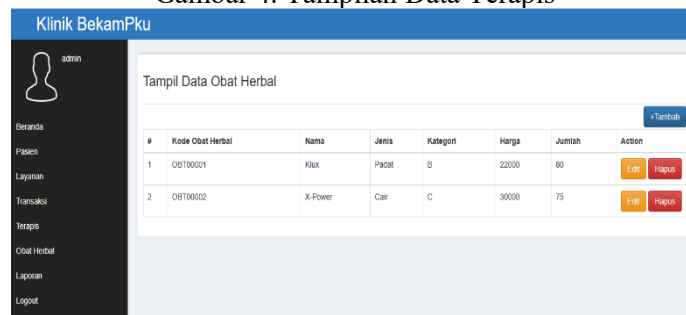 Gambar 4. Tampilan Data Terapis
Klinik BekamPku
admin
Beranda
Pasien
Layanan
Transaksi
Terapis
Obat Herbal
Laporan
Logout
Tampil Data Obat Herbal
+Tambah
# Kode Obat Herbal Nama Jenis Kategori Harga Jumlah Action
1 OBT00001 Klux Padat B 22000 80 Edit Hapus
2 OBT00002 X-Power Cair C 30000 75 Edit Hapus